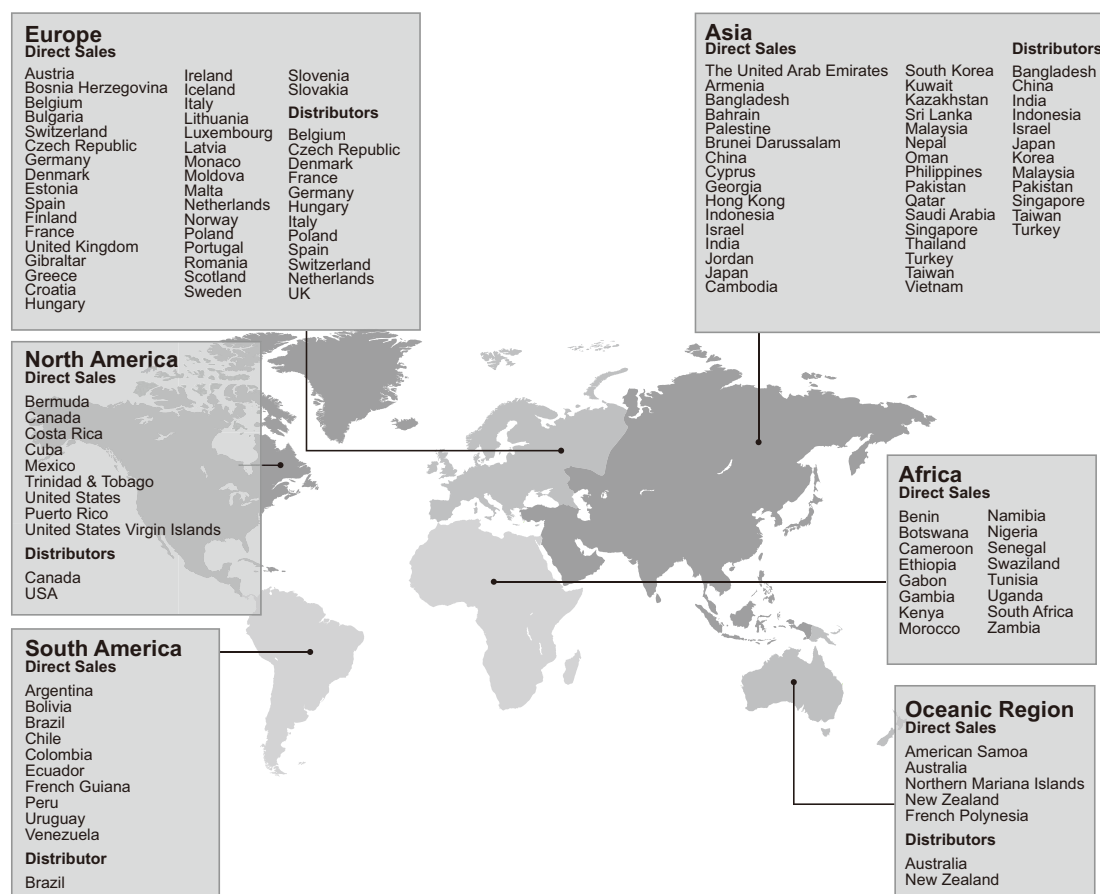 Europe
Direct Sales
Austria
Bosnia Herzegovina
Belgium
Bulgaria
Switzerland
Czech Republic
Germany
Denmark
Estonia
Spain
Finland
France
United Kingdom
Gibraltar
Greece
Croatia
Hungary
Ireland
Iceland
Italy
Lithuania
Luxembourg
Latvia
Monaco
Moldova
Malta
Netherlands
Norway
Poland
Portugal
Romania
Scotland
Sweden
Slovenia
Slovakia
Distributors
Belgium
Czech Republic
Denmark
France
Germany
Hungary
Italy
Poland
Spain
Switzerland
Netherlands
UK
Asia
Direct Sales
The United Arab Emirates
Armenia
Bangladesh
Bahrain
Palestine
Brunei Darussalam
China
Cyprus
Georgia
Hong Kong
Indonesia
Israel
India
Jordan
Japan
Cambodia
South Korea
Kuwait
Kazakhstan
Sri Lanka
Malaysia
Nepal
Oman
Philippines
Pakistan
Qatar
Saudi Arabia
Singapore
Thailand
Turkey
Taiwan
Vietnam
Distributors
Bangladesh
China
India
Indonesia
Israel
Japan
Korea
Malaysia
Pakistan
Singapore
Taiwan
Turkey
North America
Direct Sales
Bermuda
Canada
Costa Rica
Cuba
Mexico
Trinidad & Tobago
United States
Puerto Rico
United States Virgin Islands
Distributors
Canada
USA
Africa
Direct Sales
Benin
Botswana
Cameroon
Ethiopia
Gabon
Gambia
Kenya
Morocco
Namibia
Nigeria
Senegal
Swaziland
Tunisia
Uganda
South Africa
Zambia
South America
Direct Sales
Argentina
Bolivia
Brazil
Chile
Colombia
Ecuador
French Guiana
Peru
Uruguay
Venezuela
Distributor
Brazil
Oceanic Region
Direct Sales
American Samoa
Australia
Northern Mariana Islands
New Zealand
French Polynesia
Distributors
Australia
New Zealand